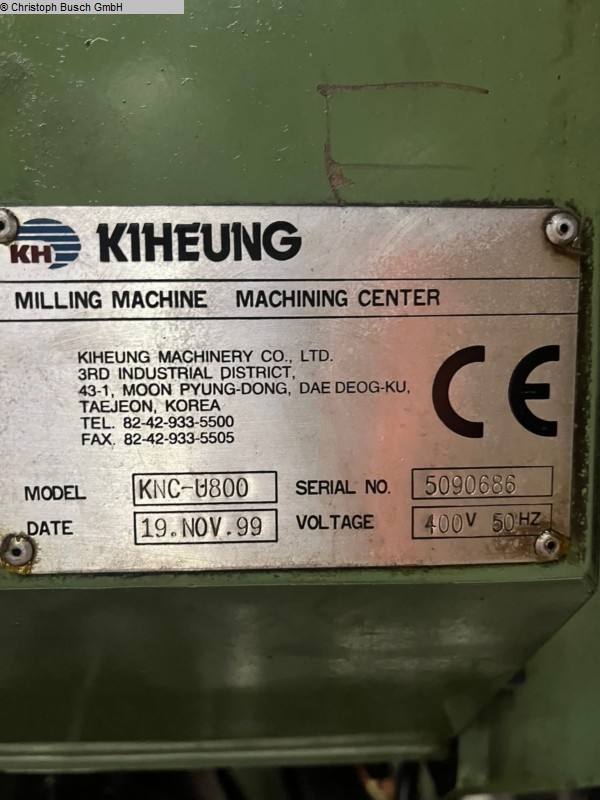 © Christoph Busch GmbH
KH KIHEUNG
MILLING MACHINE MACHINING CENTER
KIHEUNG MACHINERY CO., LTD.
3RD INDUSTRIAL DISTRICT,
43-1, MOON PYUNG-DONG, DAE DEOG-KU,
TAEJEON, KOREA
TEL. 82-42-933-5500
FAX. 82-42-933-5505
CE
MODEL KNC-U800 SERIAL NO. 5090686
DATE 19.NOV.99 VOLTAGE 400V 50HZ